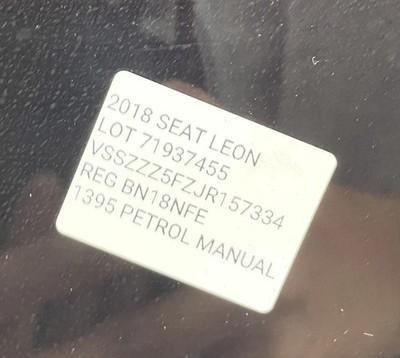 2018 SEAT LEON
LOT 71937455
VSSZZZ5FZJR157334
REG BN18NFE
1395 PETROL MANUAL